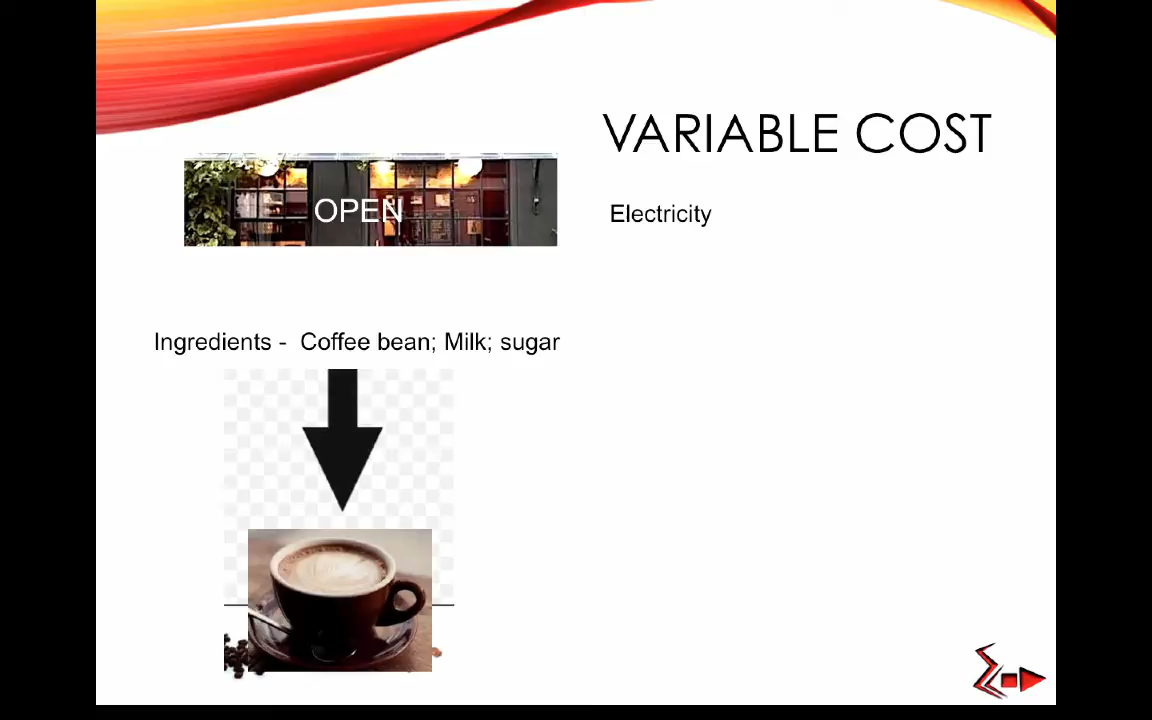 VARIABLE COST
OPEN
Electricity
Ingredients -  Coffee bean; Milk; sugar